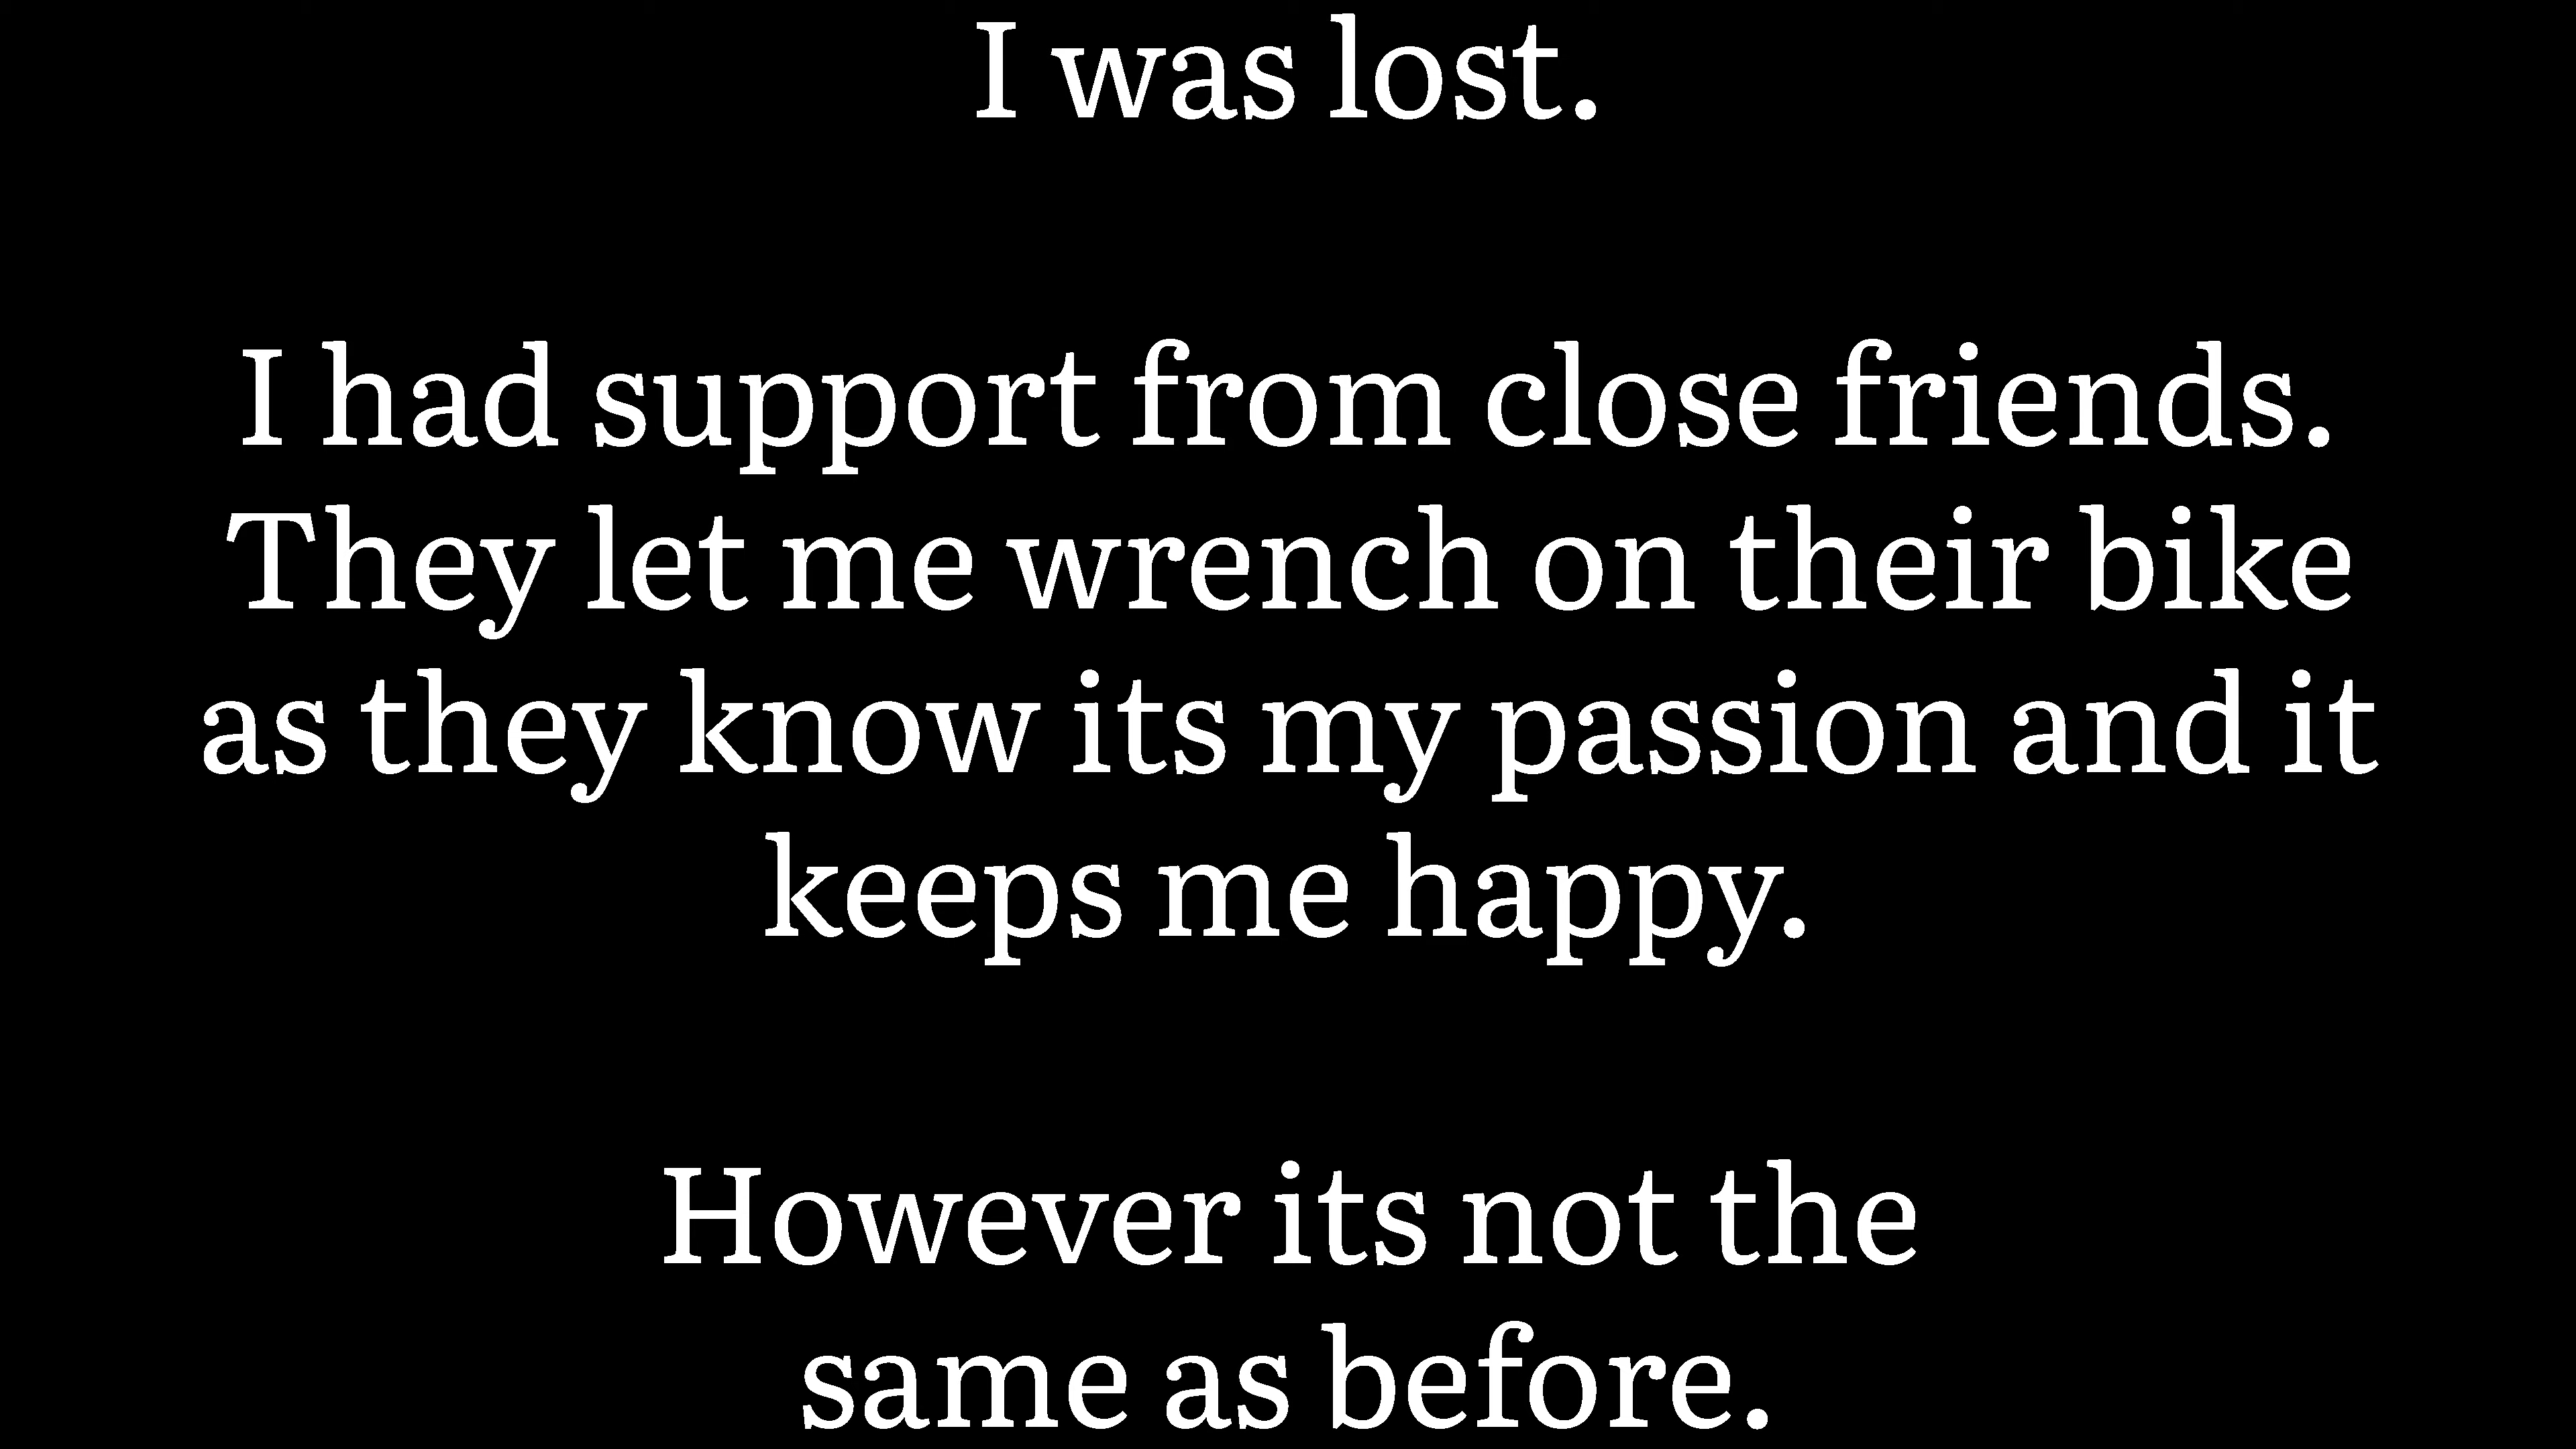 I was lost.
I had support from close friends.
They let me wrench on their bike
as they know its my passion and it
keeps me happy.
However its not the
same as before.